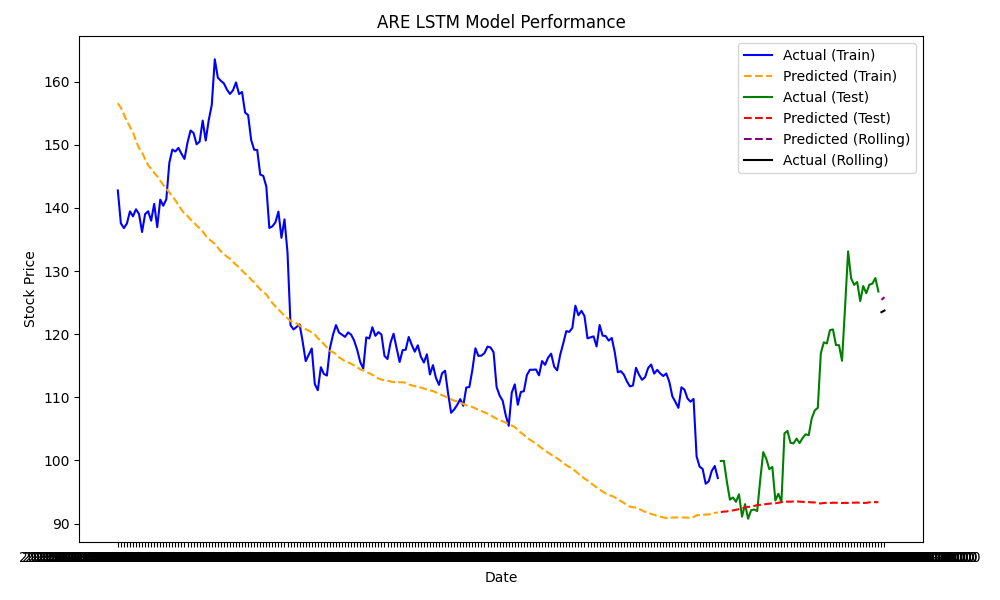 ARE LSTM Model Performance
Actual (Train)
Predicted (Train)
Actual (Test)
Predicted (Test)
Predicted (Rolling)
Actual (Rolling)
160
150
140
130
120
110
100
90
Stock Price
Date